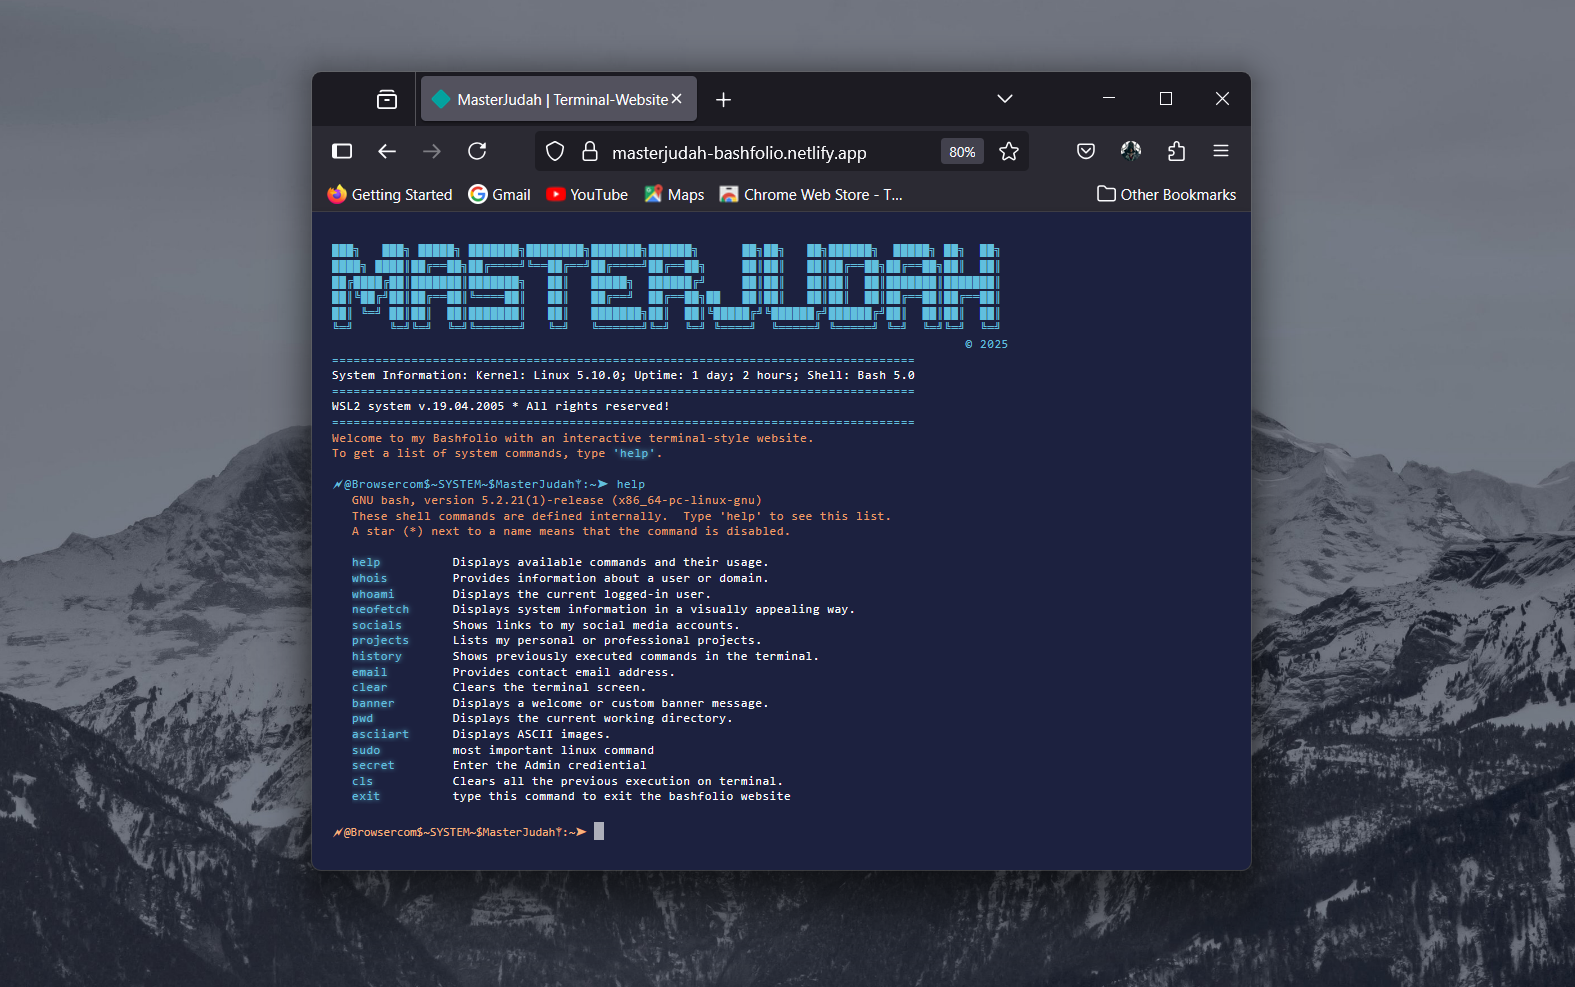 MasterJudah | Terminal-Website
masterjudah-bashfolio.netlify.app
80%
Getting Started
Gmail
YouTube
Maps
Chrome Web Store - T...
Other Bookmarks
MASTERJUDAH
© 2025
=================================================================================
System Information: Kernel: Linux 5.10.0; Uptime: 1 day; 2 hours; Shell: Bash 5.0
=================================================================================
WSL2 system v.19.04.2005 * All rights reserved!
=================================================================================
Welcome to my Bashfolio with an interactive terminal-style website.
To get a list of system commands, type 'help'.
@Browsercom$~SYSTEM~$MasterJudah:~➤ help
GNU bash, version 5.2.21(1)-release (x86_64-pc-linux-gnu)
These shell commands are defined internally.  Type 'help' to see this list.
A star (*) next to a name means that the command is disabled.
help Displays available commands and their usage.
whois Provides information about a user or domain.
whoami Displays the current logged-in user.
neofetch Displays system information in a visually appealing way.
socials Shows links to my social media accounts.
projects Lists my personal or professional projects.
history Shows previously executed commands in the terminal.
email Provides contact email address.
clear Clears the terminal screen.
banner Displays a welcome or custom banner message.
pwd Displays the current working directory.
asciiart Displays ASCII images.
sudo most important linux command
secret Enter the Admin crediential
cls Clears all the previous execution on terminal.
exit type this command to exit the bashfolio website
@Browsercom$~SYSTEM~$MasterJudah:~➤